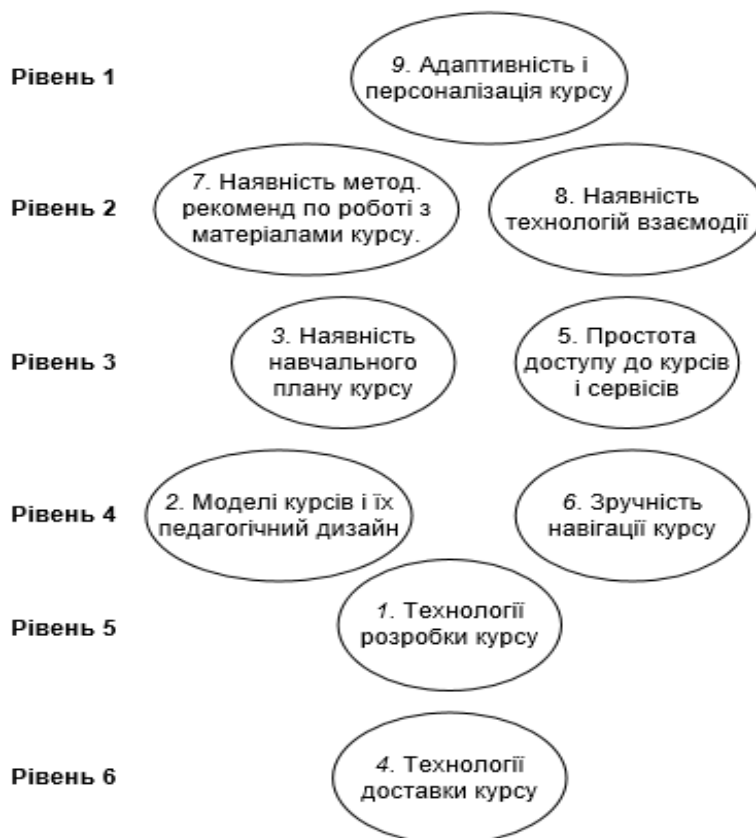 Рівень 1
9. Адаптивність і
персоналізація курсу
Рівень 2
7. Наявність метод.
рекоменд по роботі з
матеріалами курсу.
8. Наявність
технологій взаємодії
Рівень 3
3. Наявність
навчального
плану курсу
5. Простота
доступу до курсів
і сервісів
Рівень 4
2. Моделі курсів і їх
педагогічний дизайн
6. Зручність
навігації курсу
Рівень 5
1. Технології
розробки курсу
Рівень 6
4. Технології
доставки курсу